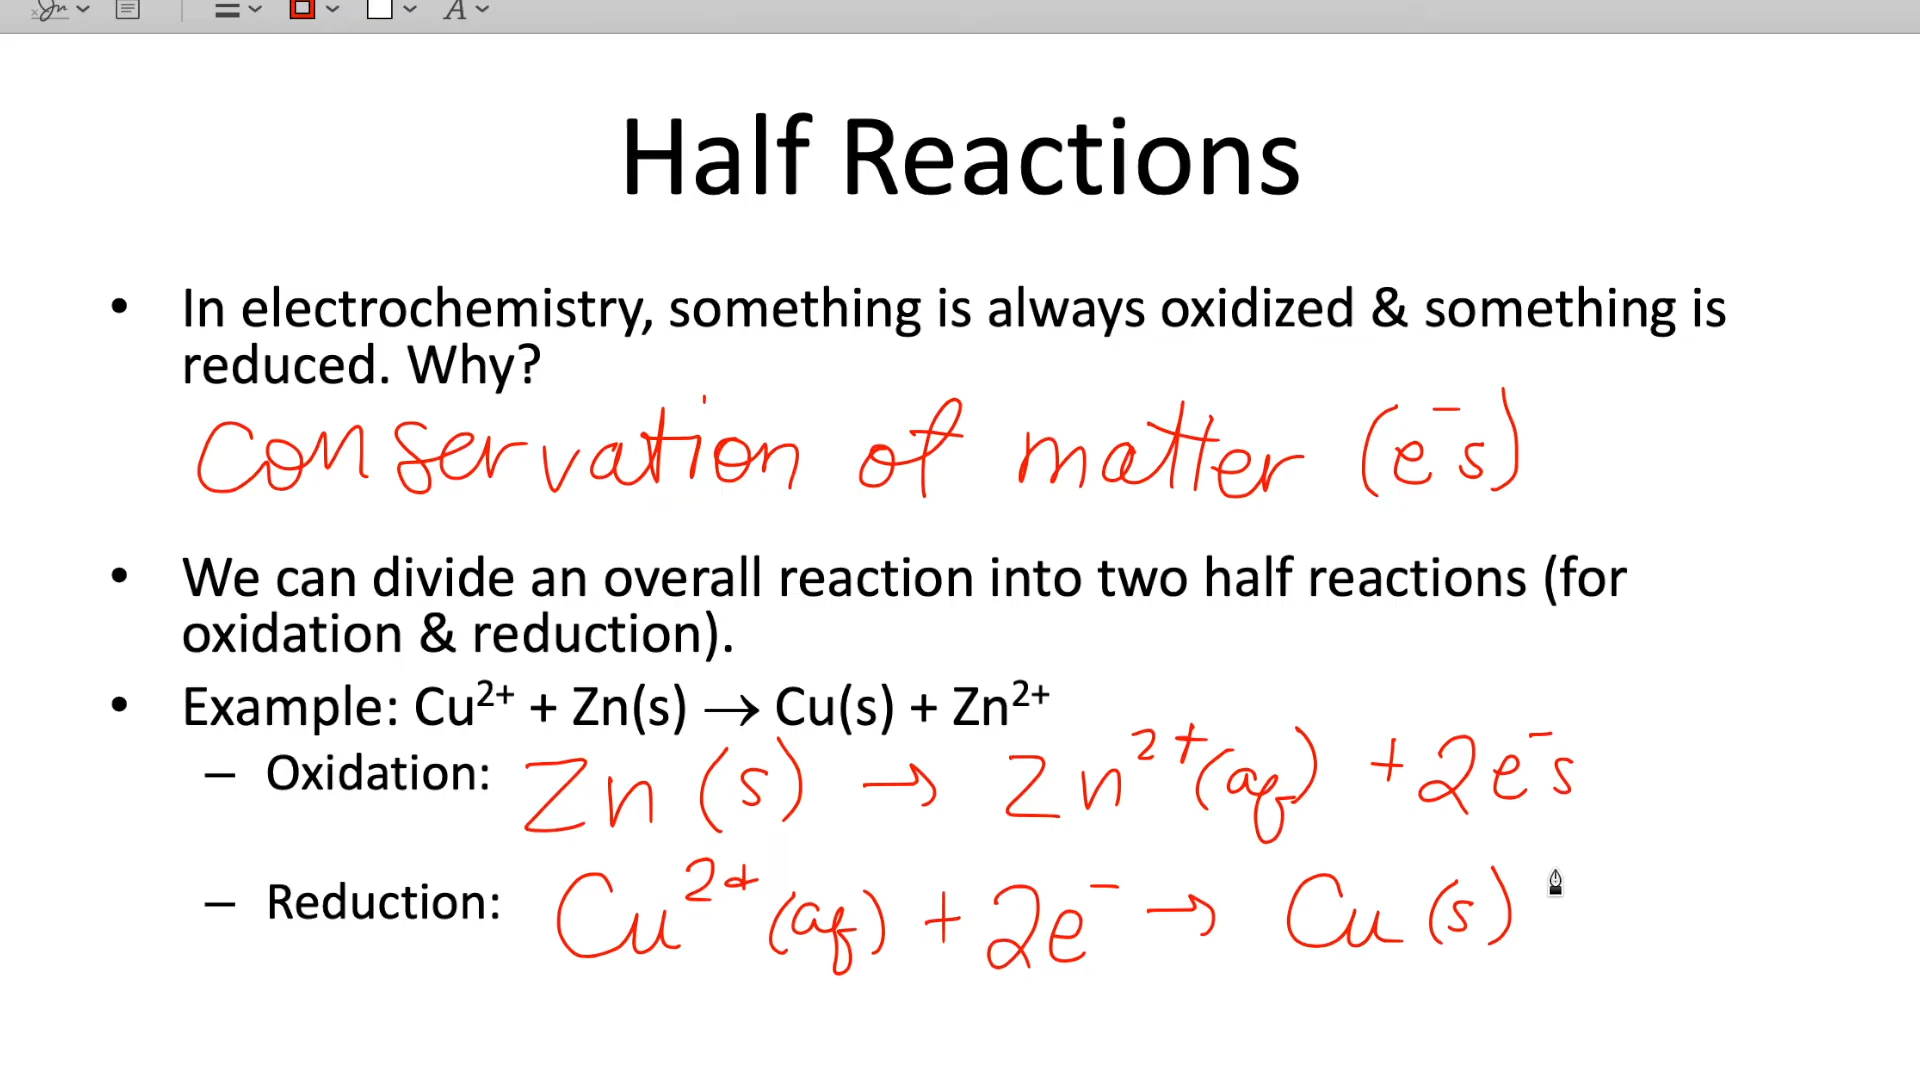 Half Reactions
• In electrochemistry, something is always oxidized & something is
reduced. Why?
conservation of matter (e⁻s)
• We can divide an overall reaction into two half reactions (for
oxidation & reduction).
• Example: Cu²⁺ + Zn(s) → Cu(s) + Zn²⁺
– Oxidation: Zn (s) → Zn²⁺(aq) + 2e⁻s
– Reduction: Cu²⁺ (aq) + 2e⁻ → Cu (s)